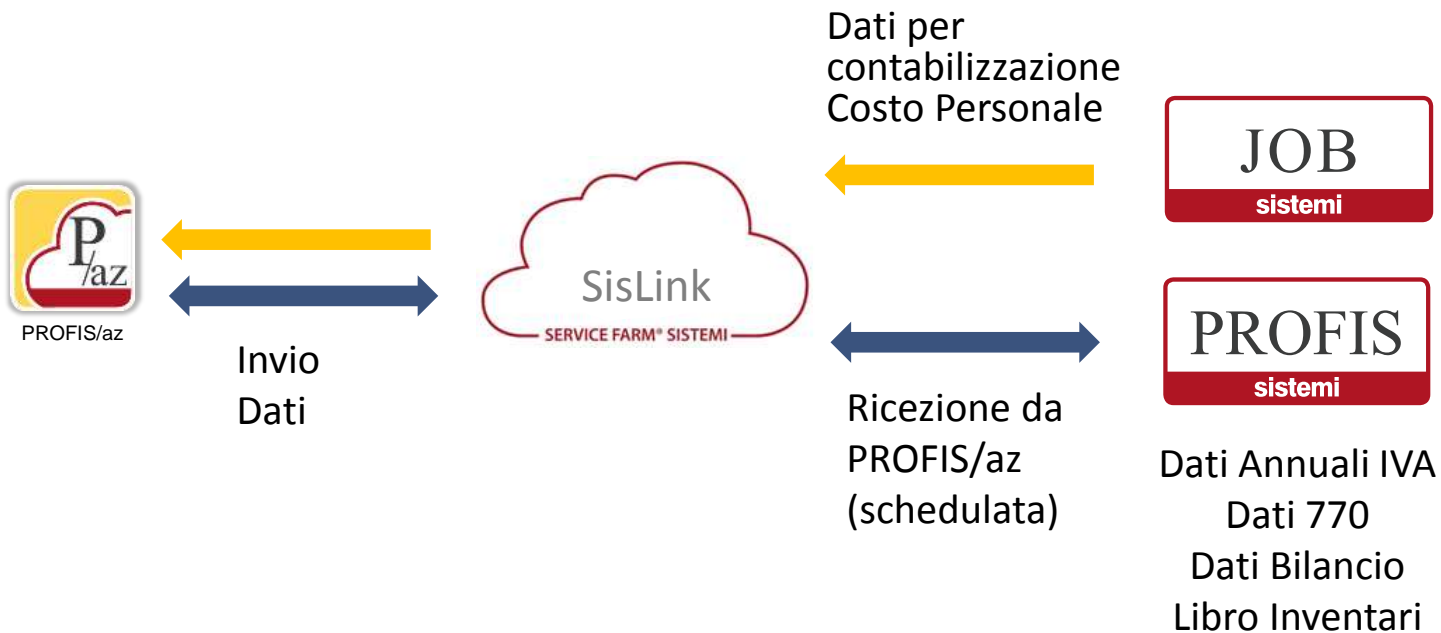 Dati per
contabilizzazione
Costo Personale
JOB
sistemi
P
/az
PROFIS/az
SisLink
SERVICE FARM® SISTEMI
Invio
Dati
PROFIS
sistemi
Ricezione da
PROFIS/az
(schedulata)
Dati Annuali IVA
Dati 770
Dati Bilancio
Libro Inventari